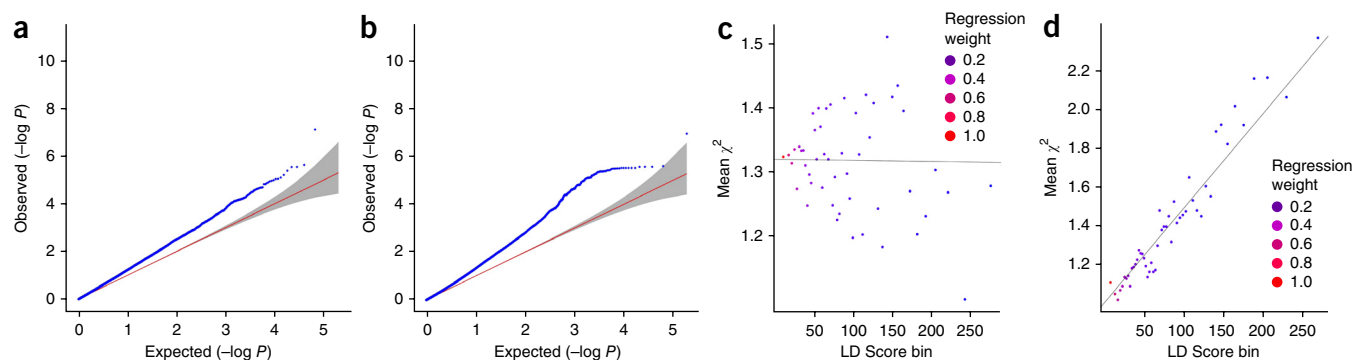 a
Observed (–log P)
10
8
6
4
2
0
0 1 2 3 4 5
Expected (–log P)
b
Observed (–log P)
10
8
6
4
2
0
0 1 2 3 4 5
Expected (–log P)
c
Mean χ²
1.5
1.4
1.3
1.2
50 100 150 200 250
LD Score bin
Regression
weight
0.2
0.4
0.6
0.8
1.0
d
Mean χ²
2.2
2.0
1.8
1.6
1.4
1.2
50 100 150 200 250
LD Score bin
Regression
weight
0.2
0.4
0.6
0.8
1.0